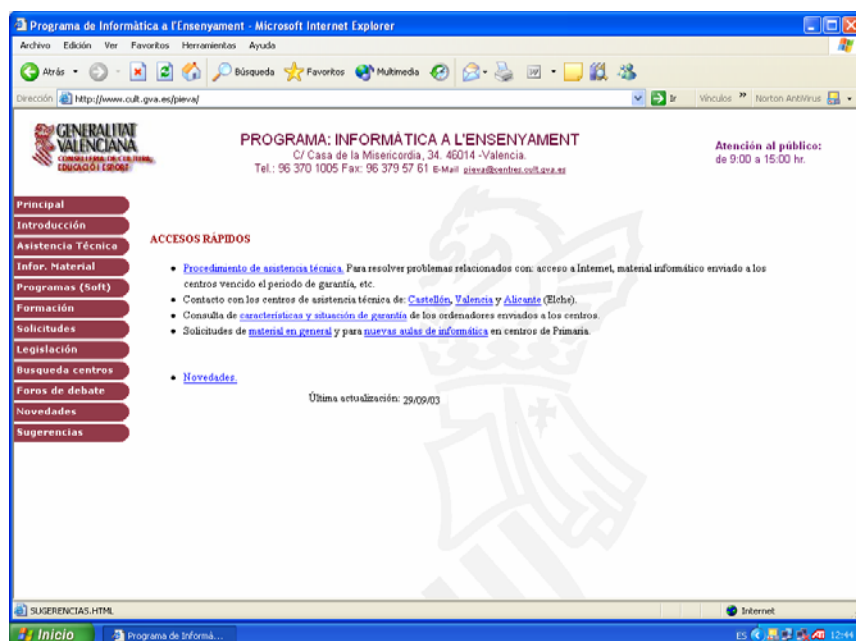 Programa de Informàtica a l'Ensenyament - Microsoft Internet Explorer
Archivo Edición Ver Favoritos Herramientas Ayuda
Atrás Búsqueda Favoritos Multimedia
Dirección http://www.cult.gva.es/pieva/ Ir Vínculos » Norton AntiVirus
GENERALITAT
VALENCIANA
CONSELLERIA DE CULTURA,
EDUCACIÓ I ESPORT
PROGRAMA: INFORMÁTICA A L'ENSENYAMENT
C/ Casa de la Misericordia, 34. 46014 -Valencia.
Tel.: 96 370 1005 Fax: 96 379 57 61 E-Mail pieva@centres.cult.gva.es
Atención al público:
de 9:00 a 15:00 hr.
Principal
Introducción
Asistencia Técnica
Infor. Material
Programas (Soft)
Formación
Solicitudes
Legislación
Busqueda centros
Foros de debate
Novedades
Sugerencias
ACCESOS RÁPIDOS
Procedimiento de asistencia técnica. Para resolver problemas relacionados con: acceso a Internet, material informático enviado a los
centros vencido el periodo de garantía, etc.
Contacto con los centros de asistencia técnica de: Castellón, Valencia y Alicante (Elche).
Consulta de características y situación de garantía de los ordenadores enviados a los centros.
Solicitudes de material en general y para nuevas aulas de informática en centros de Primaria.
Novedades.
Última actualización: 29/09/03
SUGERENCIAS.HTML Internet
Inicio Programa de Informá... ES 12:44